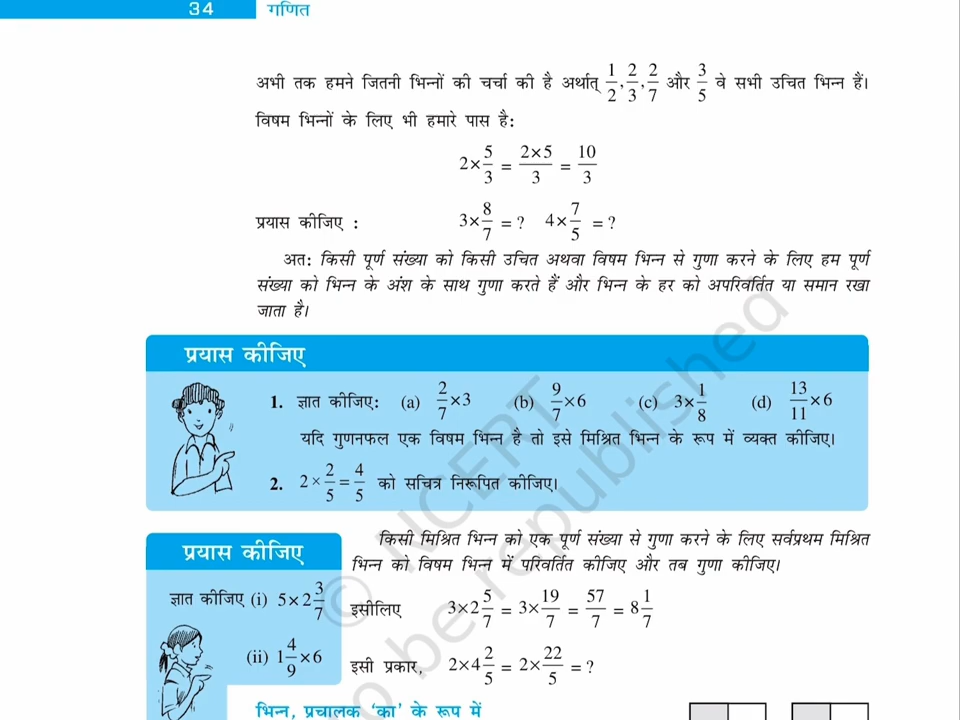 34 गणित
अभी तक हमने जितनी भिन्नों की चर्चा की है अर्थात् 1/2, 2/3, 2/7 और 3/5 वे सभी उचित भिन्न हैं।
विषम भिन्नों के लिए भी हमारे पास है:
2×5/3 = 2×5/3 = 10/3
प्रयास कीजिए : 3×8/7 = ? 4×7/5 = ?
अत: किसी पूर्ण संख्या को किसी उचित अथवा विषम भिन्न से गुणा करने के लिए हम पूर्ण
संख्या को भिन्न के अंश के साथ गुणा करते हैं और भिन्न के हर को अपरिवर्तित या समान रखा
जाता है।
प्रयास कीजिए
1. ज्ञात कीजिए: (a) 2/7×3 (b) 9/7×6 (c) 3×1/8 (d) 13/11×6
यदि गुणनफल एक विषम भिन्न है तो इसे मिश्रित भिन्न के रूप में व्यक्त कीजिए।
2. 2×2/5=4/5 को सचित्र निरूपित कीजिए।
किसी मिश्रित भिन्न को एक पूर्ण संख्या से गुणा करने के लिए सर्वप्रथम मिश्रित
भिन्न को विषम भिन्न में परिवर्तित कीजिए और तब गुणा कीजिए।
इसीलिए 3×2 5/7 = 3×19/7 = 57/7 = 8 1/7
इसी प्रकार, 2×4 2/5 = 2×22/5 = ?
प्रयास कीजिए
ज्ञात कीजिए (i) 5×2 3/7
(ii) 1 4/9×6
भिन्न, प्रचालक ‘का’ के रूप में
© NCERT
o be republished